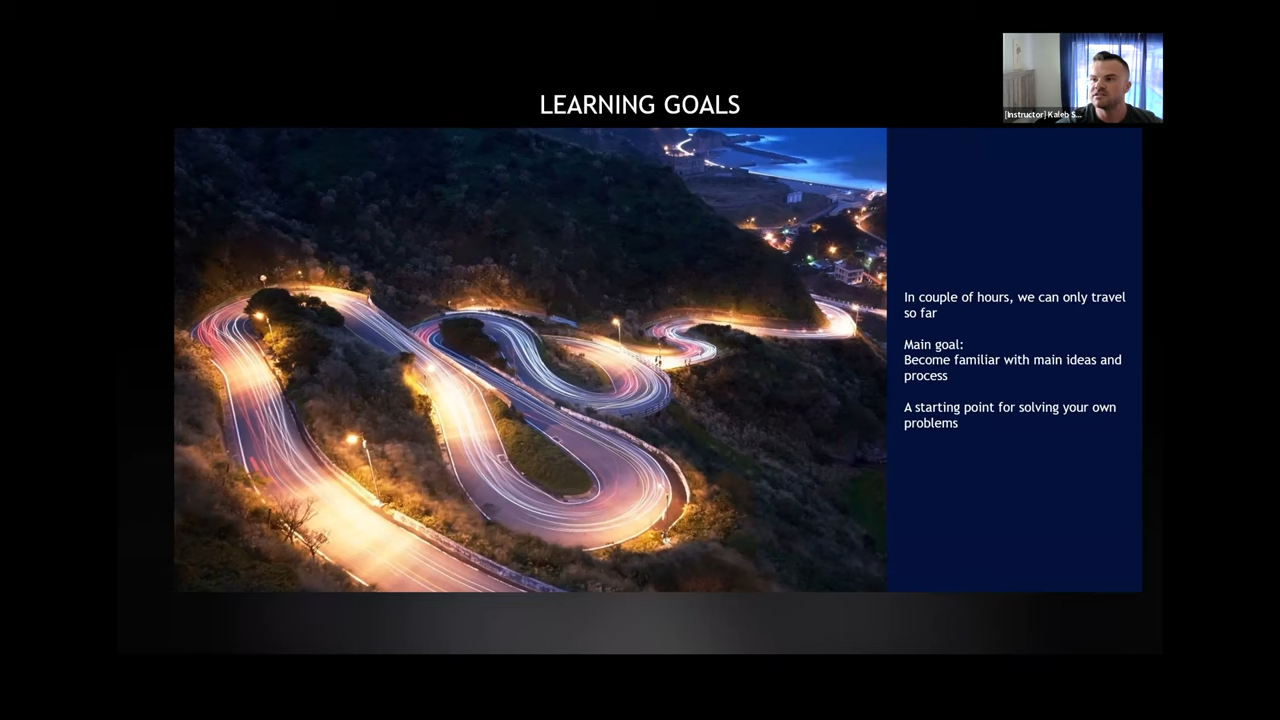 LEARNING GOALS
[Instructor] Kaleb S...
In couple of hours, we can only travel
so far
Main goal:
Become familiar with main ideas and
process
A starting point for solving your own
problems